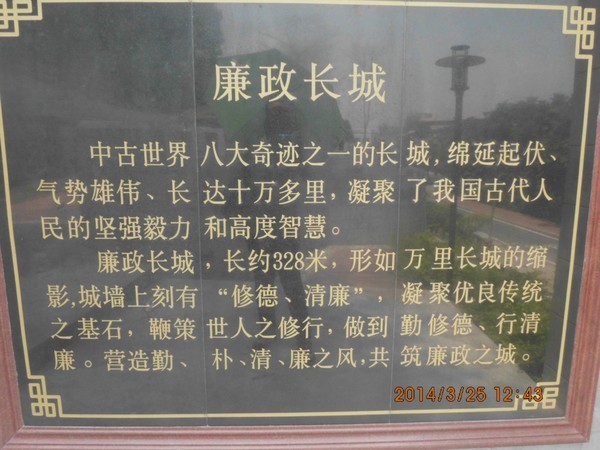 廉政长城
中古世界八大奇迹之一的长城,绵延起伏、
气势雄伟、长达十万多里,凝聚了我国古代人
民的坚强毅力和高度智慧。
廉政长城,长约328米,形如万里长城的缩
影,城墙上刻有“修德、清廉”,凝聚优良传统
之基石,鞭策世人之修行,做到勤修德、行清
廉。营造勤、朴、清、廉之风,共筑廉政之城。
2014/3/25 12:43